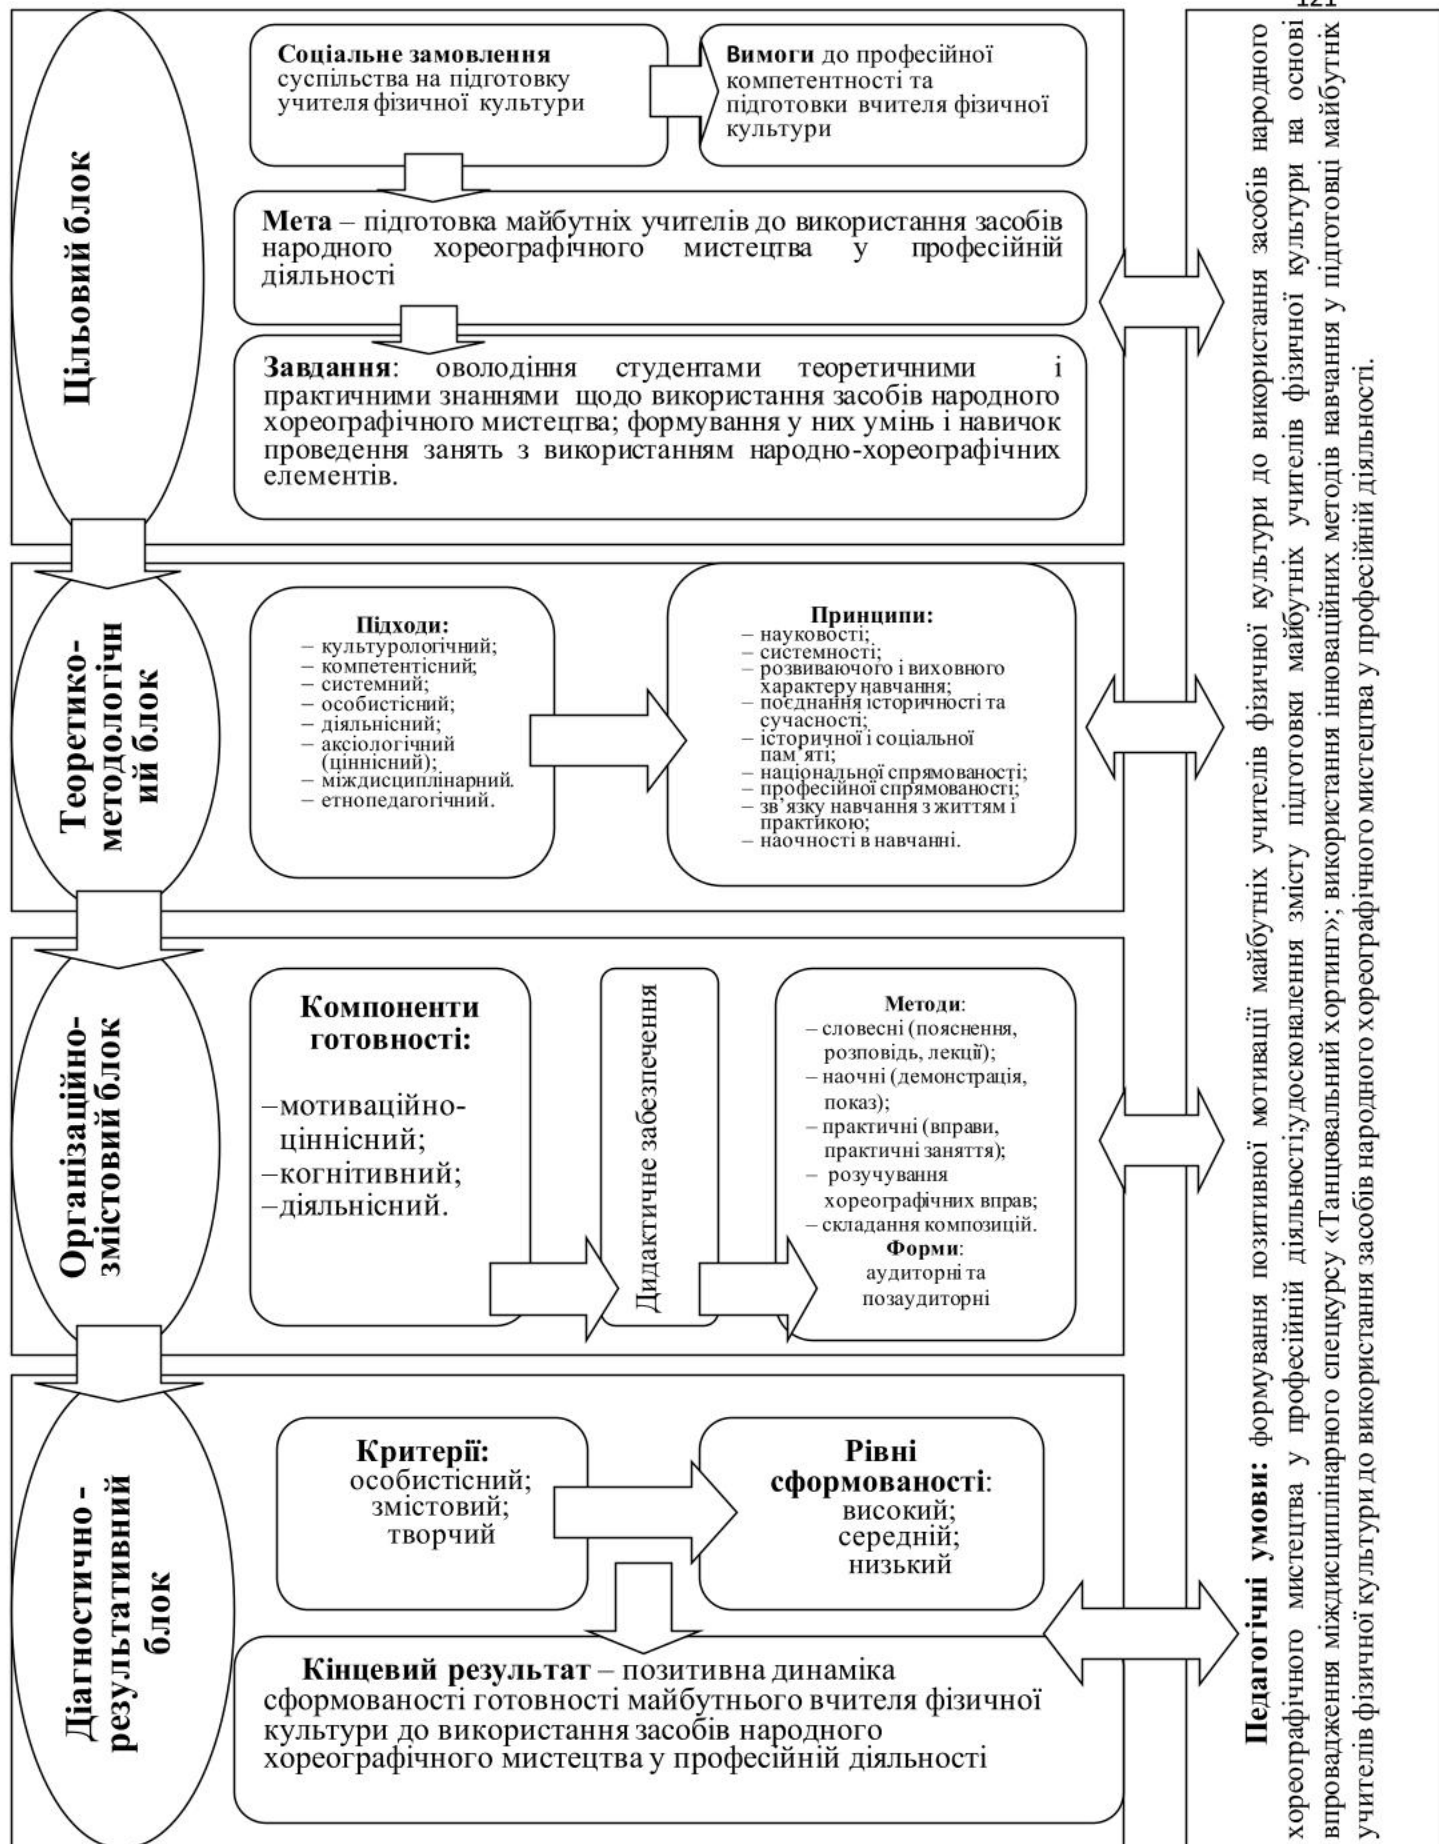 121
Цільовий блок
Соціальне замовлення
суспільства на підготовку
учителя фізичної культури
Вимоги до професійної
компетентності та
підготовки вчителя фізичної
культури
Мета – підготовка майбутніх учителів до використання засобів
народного хореографічного мистецтва у професійній
діяльності
Завдання: оволодіння студентами теоретичними і
практичними знаннями щодо використання засобів народного
хореографічного мистецтва; формування у них умінь і навичок
проведення занять з використанням народно-хореографічних
елементів.
Теоретико-
методологічн
ий блок
Підходи:
– культурологічний;
– компетентісний;
– системний;
– особистісний;
– діяльнісний;
– аксіологічний
(ціннісний);
– міждисциплінарний.
– етнопедагогічний.
Принципи:
– науковості;
– системності;
– розвиваючого і виховного
характеру навчання;
– поєднання історичності та
сучасності;
– історичної і соціальної
пам’яті;
– національної спрямованості;
– професійної спрямованості;
– зв’язку навчання з життям і
практикою;
– наочності в навчанні.
Організаційно-
змістовий блок
Компоненти
готовності:
–мотиваційно-
ціннісний;
–когнітивний;
–діяльнісний.
Дидактичне забезпечення
Методи:
– словесні (пояснення,
розповідь, лекції);
– наочні (демонстрація,
показ);
– практичні (вправи,
практичні заняття);
– розучування
хореографічних вправ;
– складання композицій.
Форми:
аудиторні та
позаудиторні
Діагностично -
результативний
блок
Критерії:
особистісний;
змістовий;
творчий
Рівні
сформованості:
високий;
середній;
низький
Кінцевий результат – позитивна динаміка
сформованості готовності майбутнього вчителя фізичної
культури до використання засобів народного
хореографічного мистецтва у професійній діяльності
Педагогічні умови: формування позитивної мотивації майбутніх учителів фізичної культури до використання засобів народного
хореографічного мистецтва у професійній діяльності;удосконалення змісту підготовки майбутніх учителів фізичної культури на основі
впровадження міждисциплінарного спецкурсу «Танцювальний хортинг»; використання інноваційних методів навчання у підготовці майбутніх
учителів фізичної культури до використання засобів народного хореографічного мистецтва у професійній діяльності.